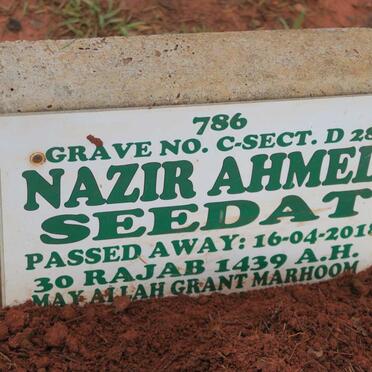 786
GRAVE NO. C-SECT. D 28
NAZIR AHMED
SEEDAT
PASSED AWAY: 16-04-2018
30 RAJAB 1439 A.H.
MAY ALLAH GRANT MARHOOM